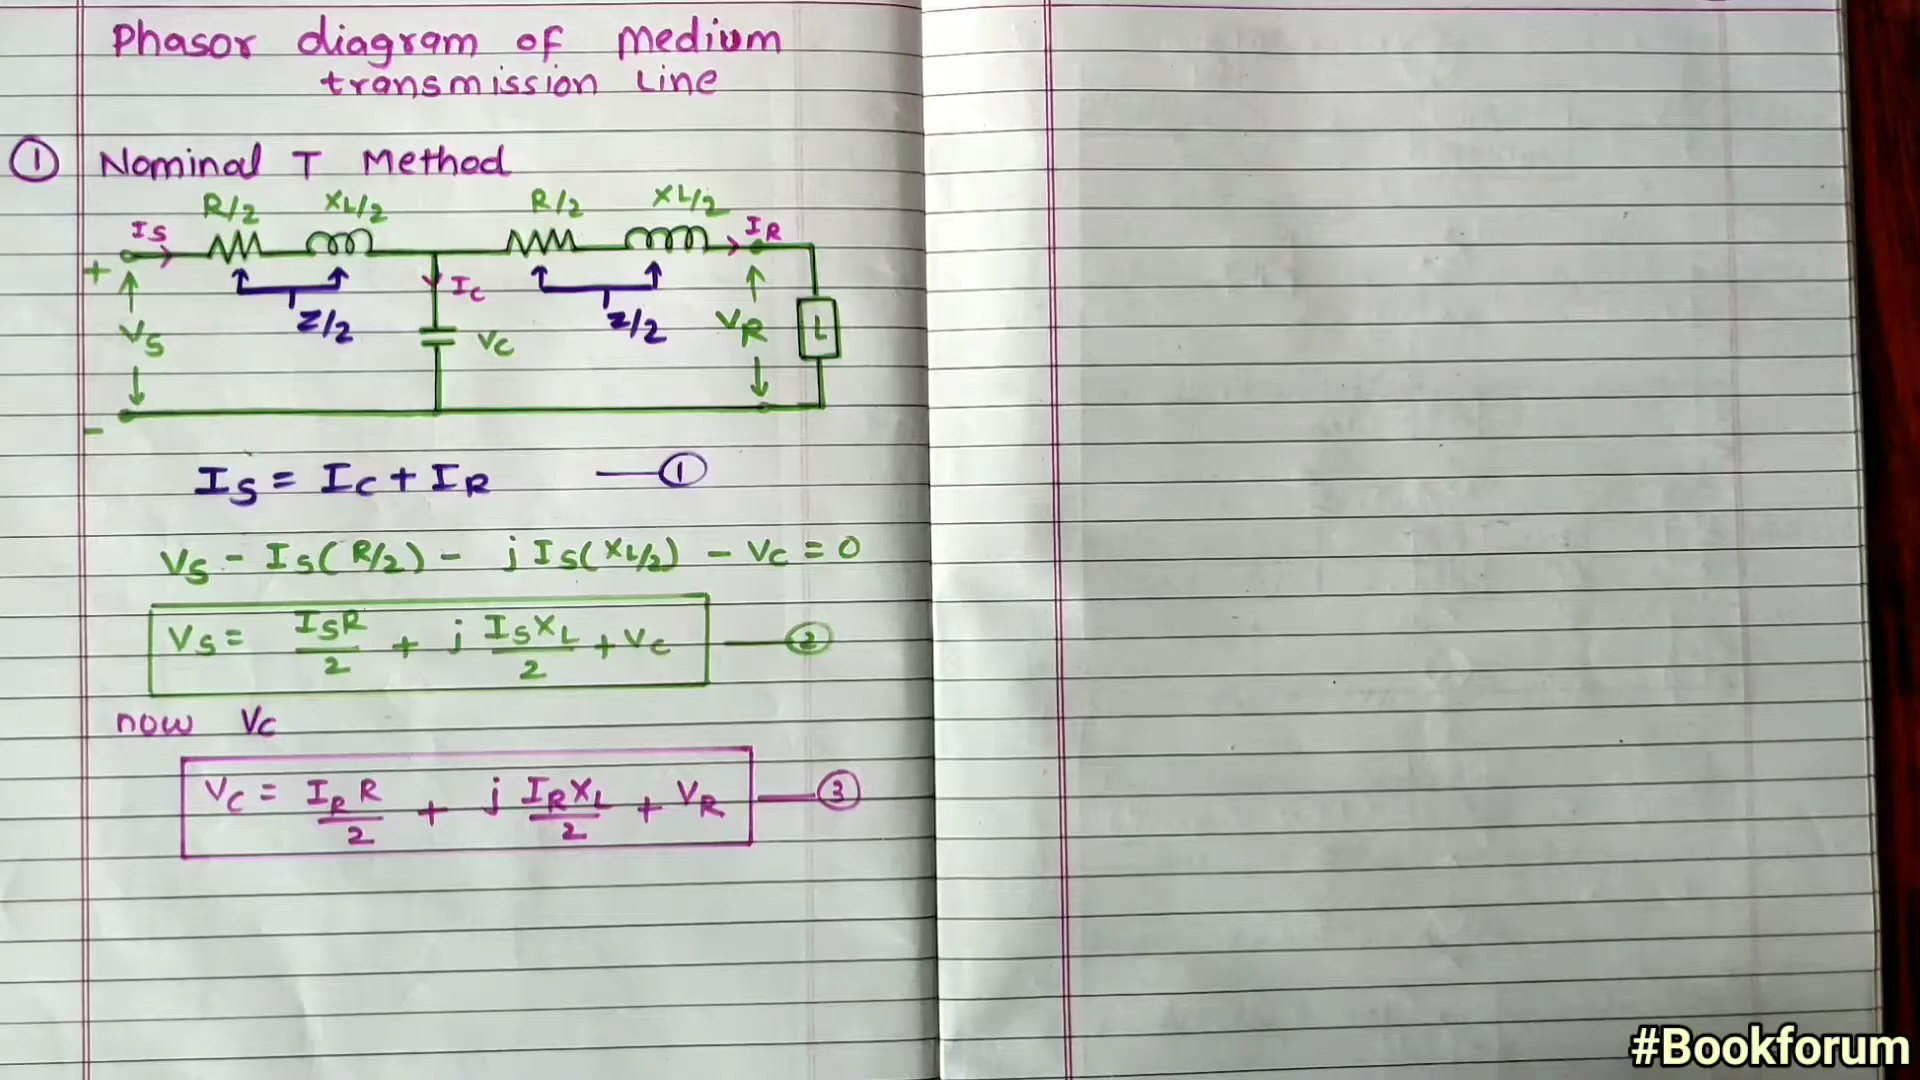 Phasor diagram of Medium
transmission Line
① Nominal T Method
R/2 XL/2 R/2 XL/2
IS IR
+ IC
Z/2 Z/2
VS VC VR L
-
IS = IC + IR —①
VS - IS(R/2) - j IS(XL/2) - VC = 0
VS = ISR/2 + j ISXL/2 + VC —②
now VC
VC = IRR/2 + j IRXL/2 + VR —③
#Bookforum